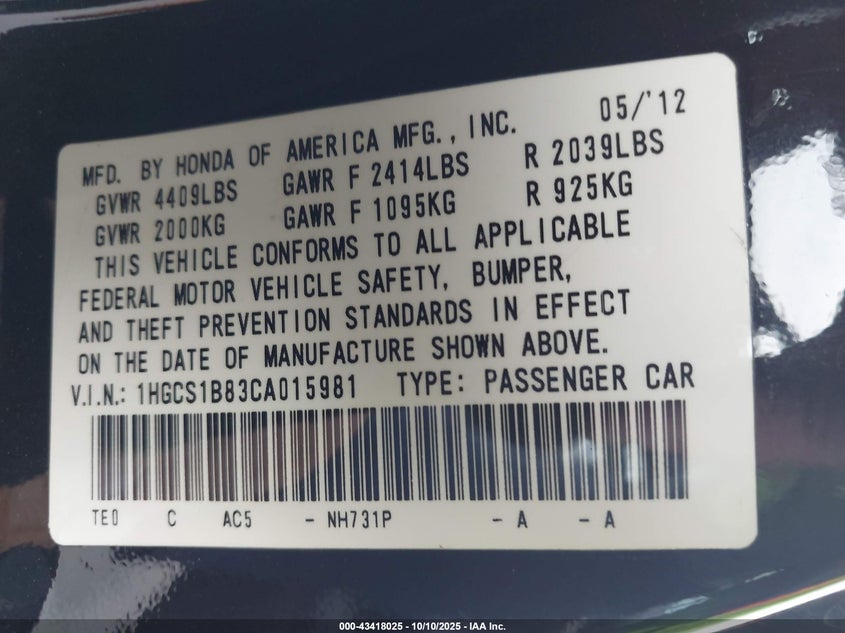 05/'12
MFD. BY HONDA OF AMERICA MFG., INC.
GVWR 4409LBS GAWR F 2414LBS R 2039LBS
GVWR 2000KG GAWR F 1095KG R 925KG
THIS VEHICLE CONFORMS TO ALL APPLICABLE
FEDERAL MOTOR VEHICLE SAFETY, BUMPER,
AND THEFT PREVENTION STANDARDS IN EFFECT
ON THE DATE OF MANUFACTURE SHOWN ABOVE.
V.I.N.: 1HGCS1B83CA015981 TYPE: PASSENGER CAR
TE0 C AC5 - NH731P - A - A
000-43418025 - 10/10/2025 - IAA Inc.